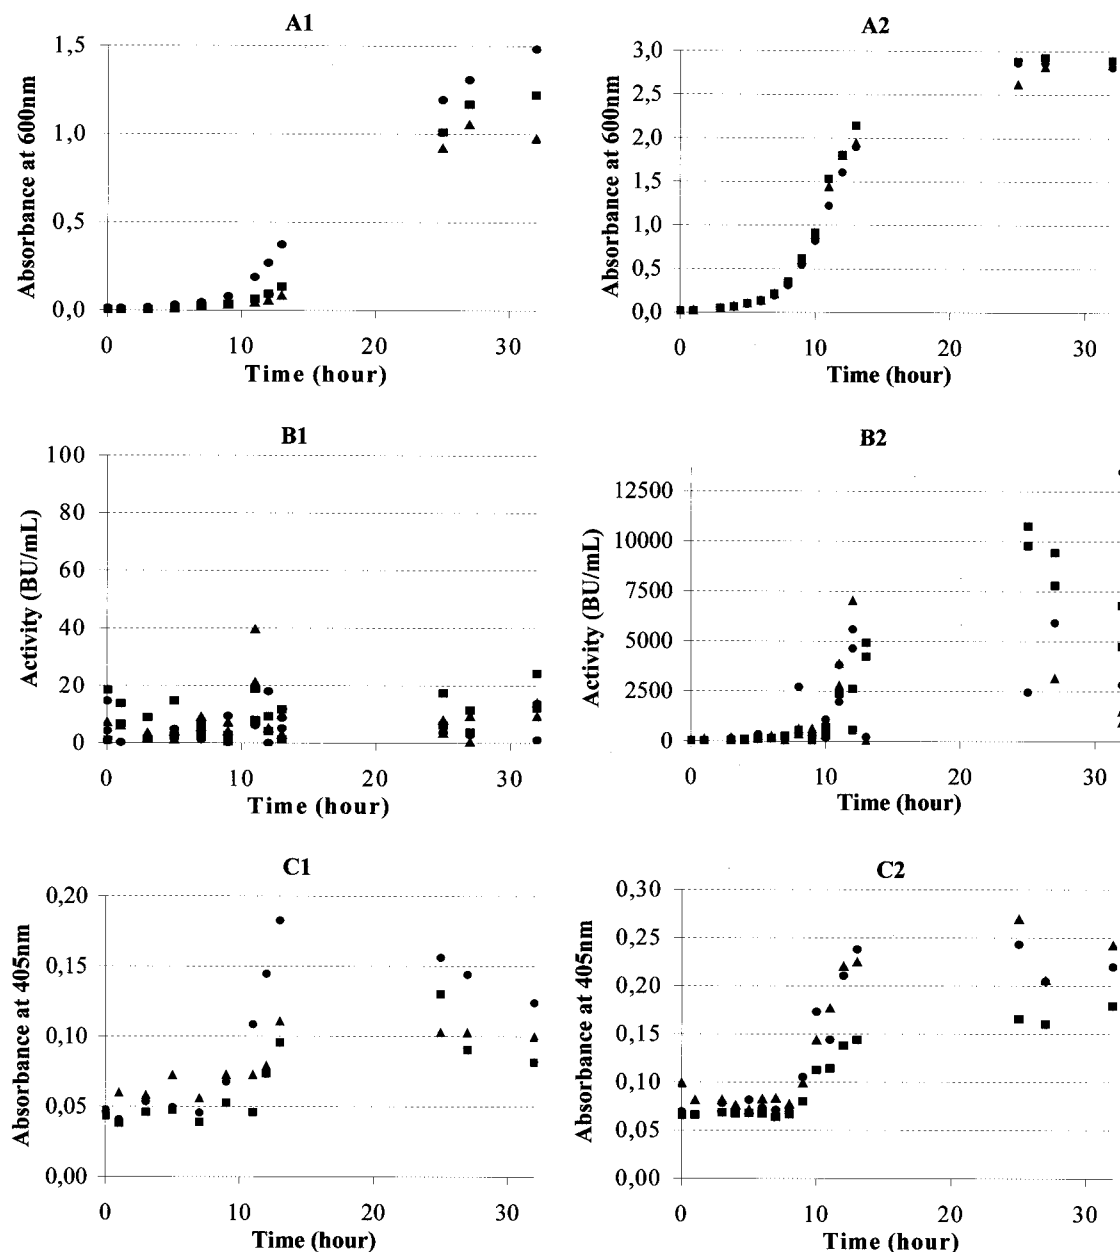 A1
1,5
1,0
0,5
0,0
Absorbance at 600nm
0 10 20 30
Time (hour)
A2
3,0
2,5
2,0
1,5
1,0
0,5
0,0
Absorbance at 600nm
0 10 20 30
Time (hour)
B1
100
80
60
40
20
0
Activity (BU/mL)
0 10 20 30
Time (hour)
B2
12500
10000
7500
5000
2500
0
Activity (BU/mL)
0 10 20 30
Time (hour)
C1
0,20
0,15
0,10
0,05
0,00
Absorbance at 405nm
0 10 20 30
Time (hour)
C2
0,30
0,25
0,20
0,15
0,10
0,05
0,00
Absorbance at 405nm
0 10 20 30
Time (hour)